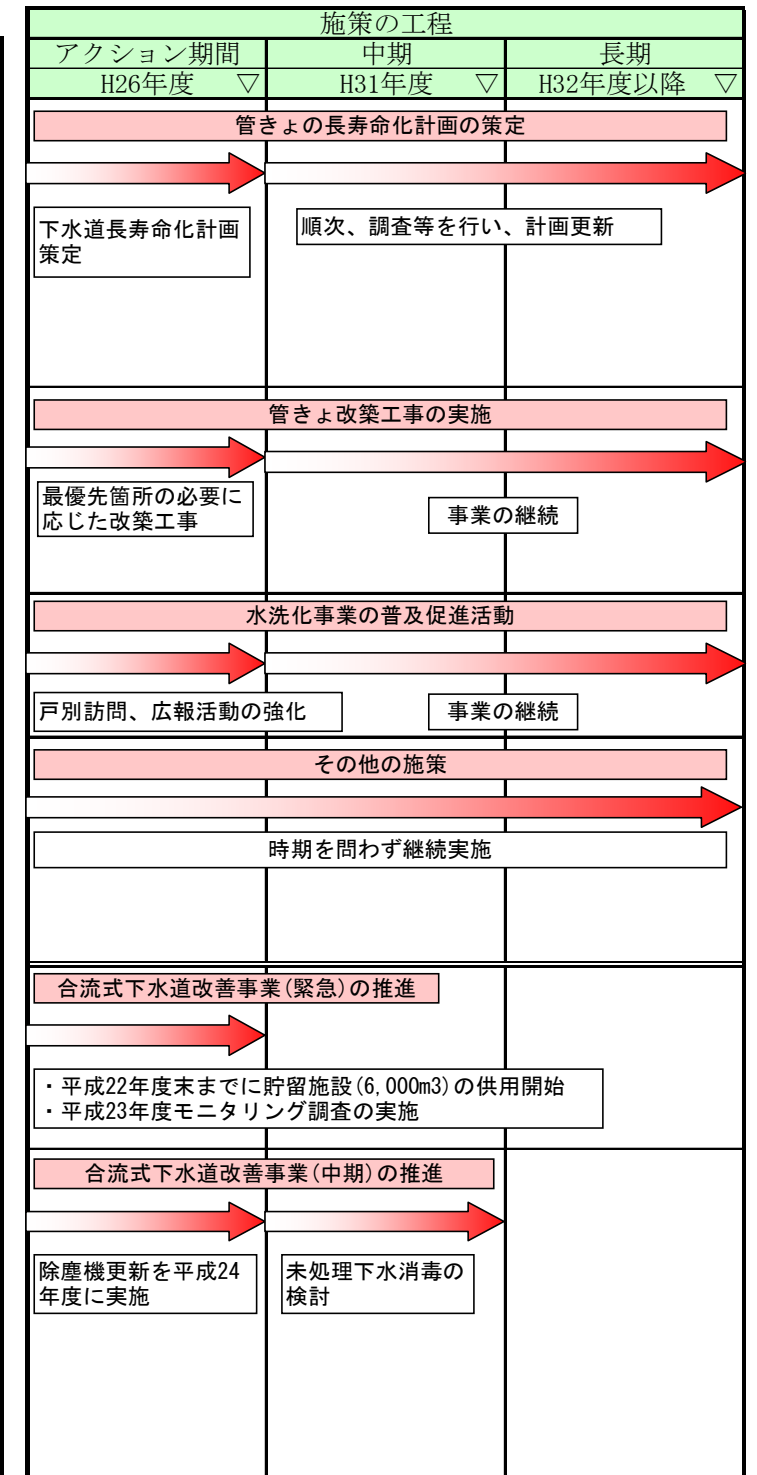 施策の工程
アクション期間 中期 長期
H26年度 ▽ H31年度 ▽ H32年度以降 ▽
管きょの長寿命化計画の策定
下水道長寿命化計画
策定
順次、調査等を行い、計画更新
管きょ改築工事の実施
最優先箇所の必要に
応じた改築工事
事業の継続
水洗化事業の普及促進活動
戸別訪問、広報活動の強化
事業の継続
その他の施策
時期を問わず継続実施
合流式下水道改善事業(緊急)の推進
・平成22年度末までに貯留施設(6,000m3)の供用開始
・平成23年度モニタリング調査の実施
合流式下水道改善事業(中期)の推進
除塵機更新を平成24
年度に実施
未処理下水消毒の
検討